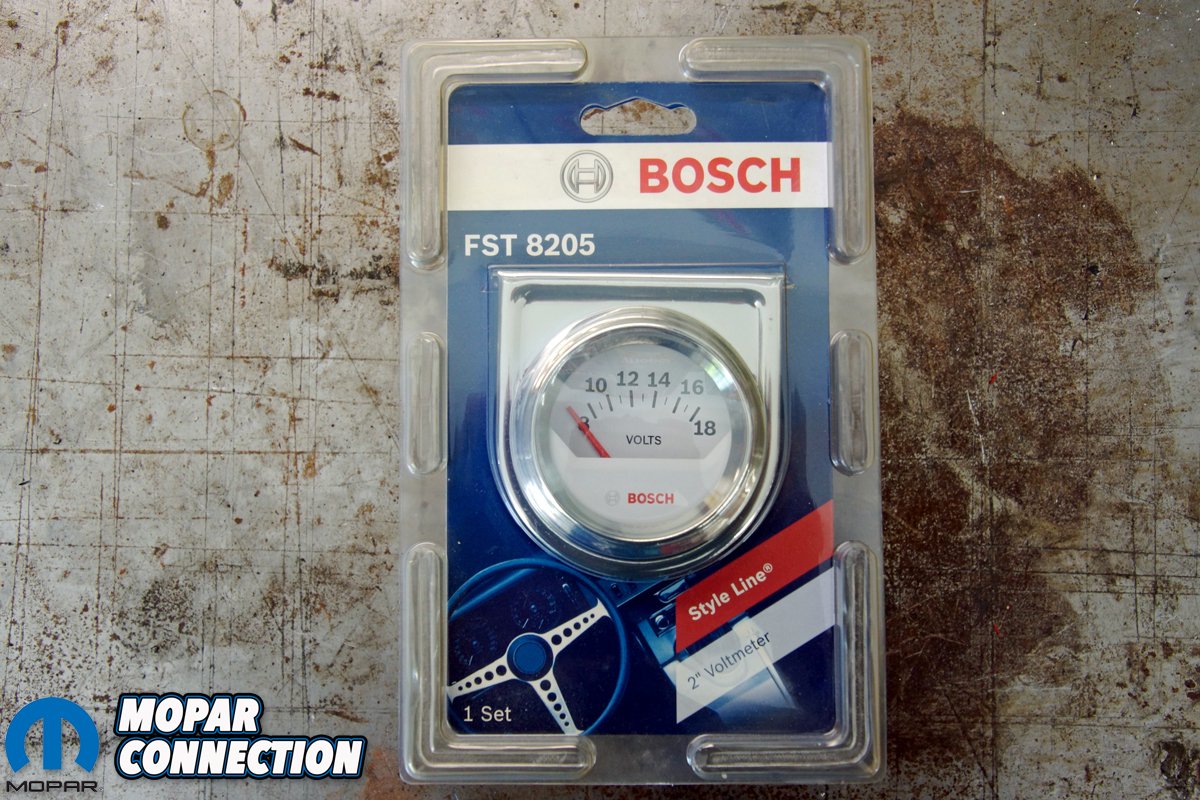 BOSCH
FST 8205
8 10 12 14 16 18
VOLTS
BOSCH
Style Line®
2" Voltmeter
1 Set
MOPAR
CONNECTION
MOPAR